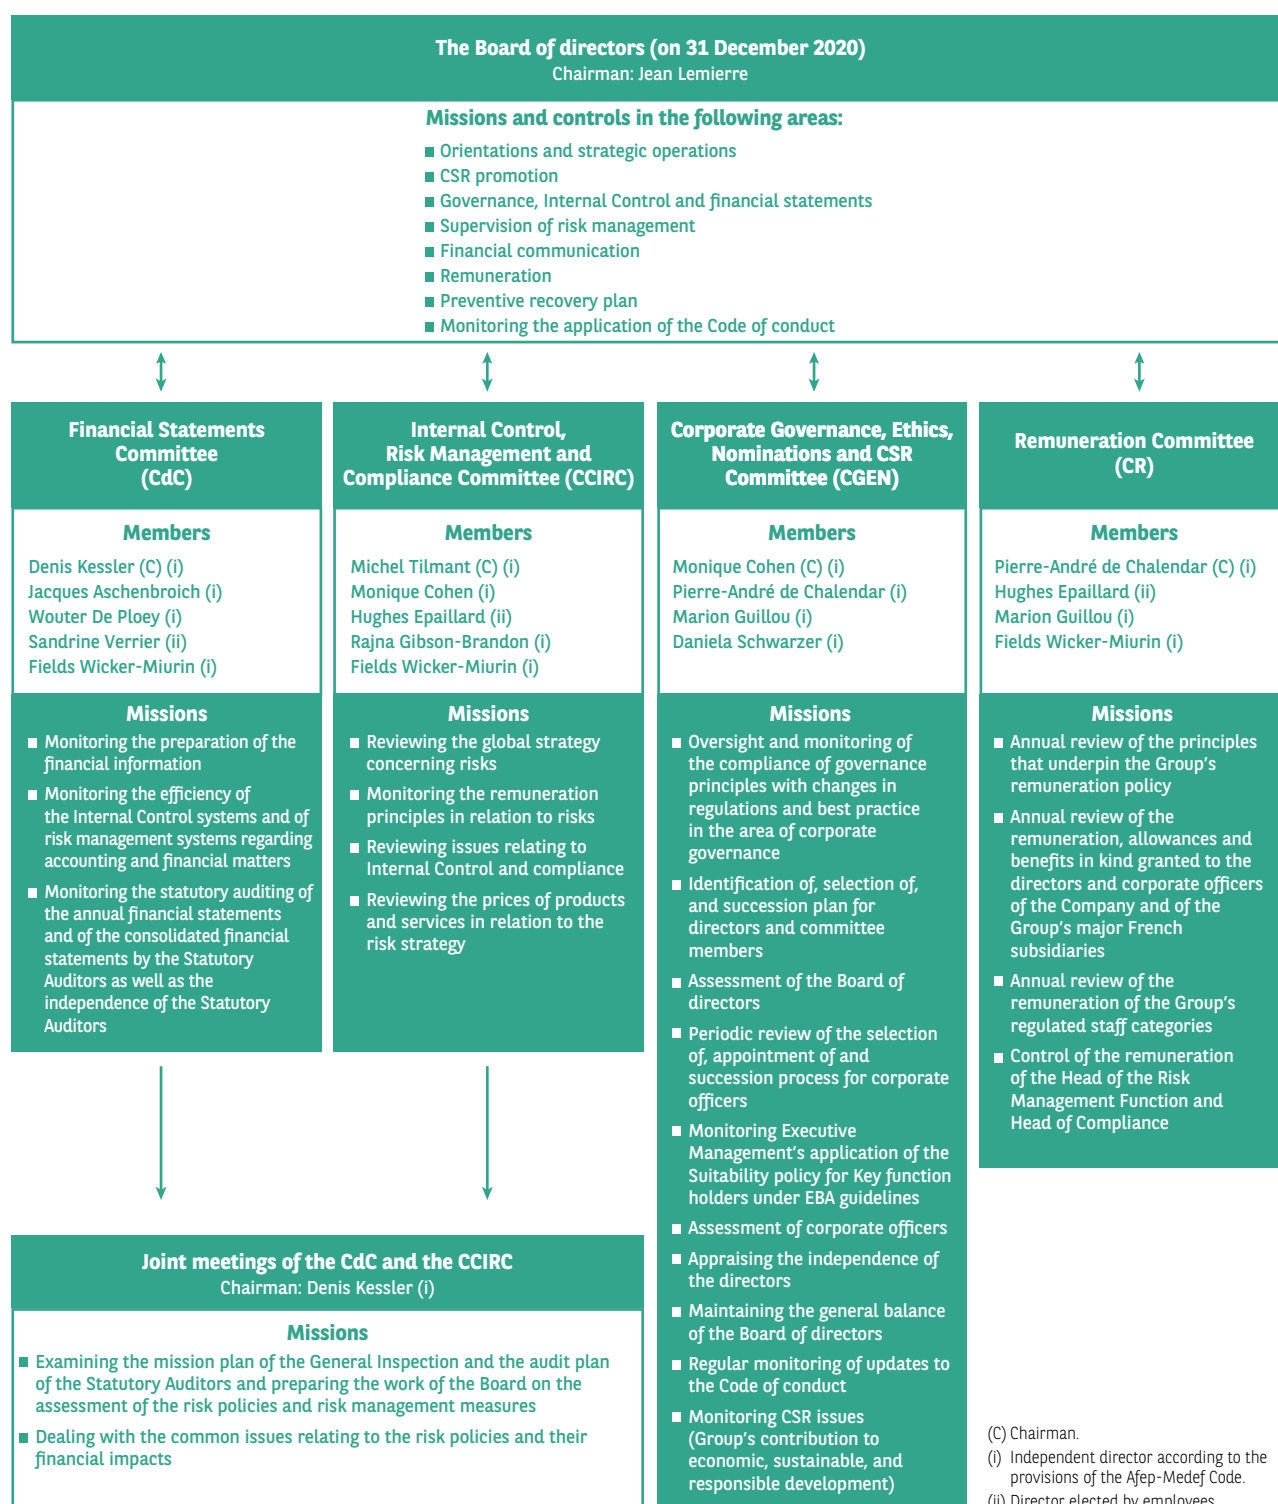 The Board of directors (on 31 December 2020)
Chairman: Jean Lemierre
Missions and controls in the following areas:
■ Orientations and strategic operations
■ CSR promotion
■ Governance, Internal Control and financial statements
■ Supervision of risk management
■ Financial communication
■ Remuneration
■ Preventive recovery plan
■ Monitoring the application of the Code of conduct
Financial Statements
Committee
(CdC)
Members
Denis Kessler (C) (i)
Jacques Aschenbroich (i)
Wouter De Ploey (i)
Sandrine Verrier (ii)
Fields Wicker-Miurin (i)
Missions
■ Monitoring the preparation of the
financial information
■ Monitoring the efficiency of
the Internal Control systems and of
risk management systems regarding
accounting and financial matters
■ Monitoring the statutory auditing of
the annual financial statements
and of the consolidated financial
statements by the Statutory
Auditors as well as the
independence of the Statutory
Auditors
Internal Control,
Risk Management and
Compliance Committee (CCIRC)
Members
Michel Tilmant (C) (i)
Monique Cohen (i)
Hughes Epaillard (ii)
Rajna Gibson-Brandon (i)
Fields Wicker-Miurin (i)
Missions
■ Reviewing the global strategy
concerning risks
■ Monitoring the remuneration
principles in relation to risks
■ Reviewing issues relating to
Internal Control and compliance
■ Reviewing the prices of products
and services in relation to the
risk strategy
Corporate Governance, Ethics,
Nominations and CSR
Committee (CGEN)
Members
Monique Cohen (C) (i)
Pierre-André de Chalendar (i)
Marion Guillou (i)
Daniela Schwarzer (i)
Missions
■ Oversight and monitoring of
the compliance of governance
principles with changes in
regulations and best practice
in the area of corporate
governance
■ Identification of, selection of,
and succession plan for
directors and committee
members
■ Assessment of the Board of
directors
■ Periodic review of the selection
of, appointment of and
succession process for corporate
officers
■ Monitoring Executive
Management's application of the
Suitability policy for Key function
holders under EBA guidelines
■ Assessment of corporate officers
■ Appraising the independence of
the directors
■ Maintaining the general balance
of the Board of directors
■ Regular monitoring of updates to
the Code of conduct
■ Monitoring CSR issues
(Group's contribution to
economic, sustainable, and
responsible development)
Remuneration Committee
(CR)
Members
Pierre-André de Chalendar (C) (i)
Hughes Epaillard (ii)
Marion Guillou (i)
Fields Wicker-Miurin (i)
Missions
■ Annual review of the principles
that underpin the Group's
remuneration policy
■ Annual review of the
remuneration, allowances and
benefits in kind granted to the
directors and corporate officers
of the Company and of the
Group's major French
subsidiaries
■ Annual review of the
remuneration of the Group's
regulated staff categories
■ Control of the remuneration
of the Head of the Risk
Management Function and
Head of Compliance
Joint meetings of the CdC and the CCIRC
Chairman: Denis Kessler (i)
Missions
■ Examining the mission plan of the General Inspection and the audit plan
of the Statutory Auditors and preparing the work of the Board on the
assessment of the risk policies and risk management measures
■ Dealing with the common issues relating to the risk policies and their
financial impacts
(C) Chairman.
(i) Independent director according to the
provisions of the Afep-Medef Code.
(ii) Director elected by employees